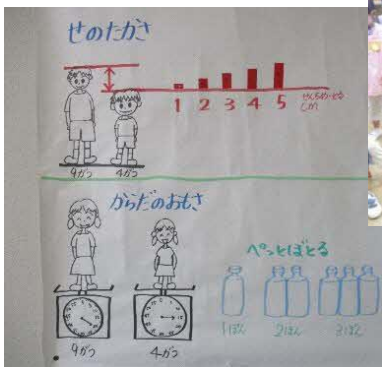 せのたかさ
1 2 3 4 5
cm
9がつ 4がつ
からだのおもさ
ぺっとぼとる
1ぽん 2ほん 3ぼん
9がつ 4がつ